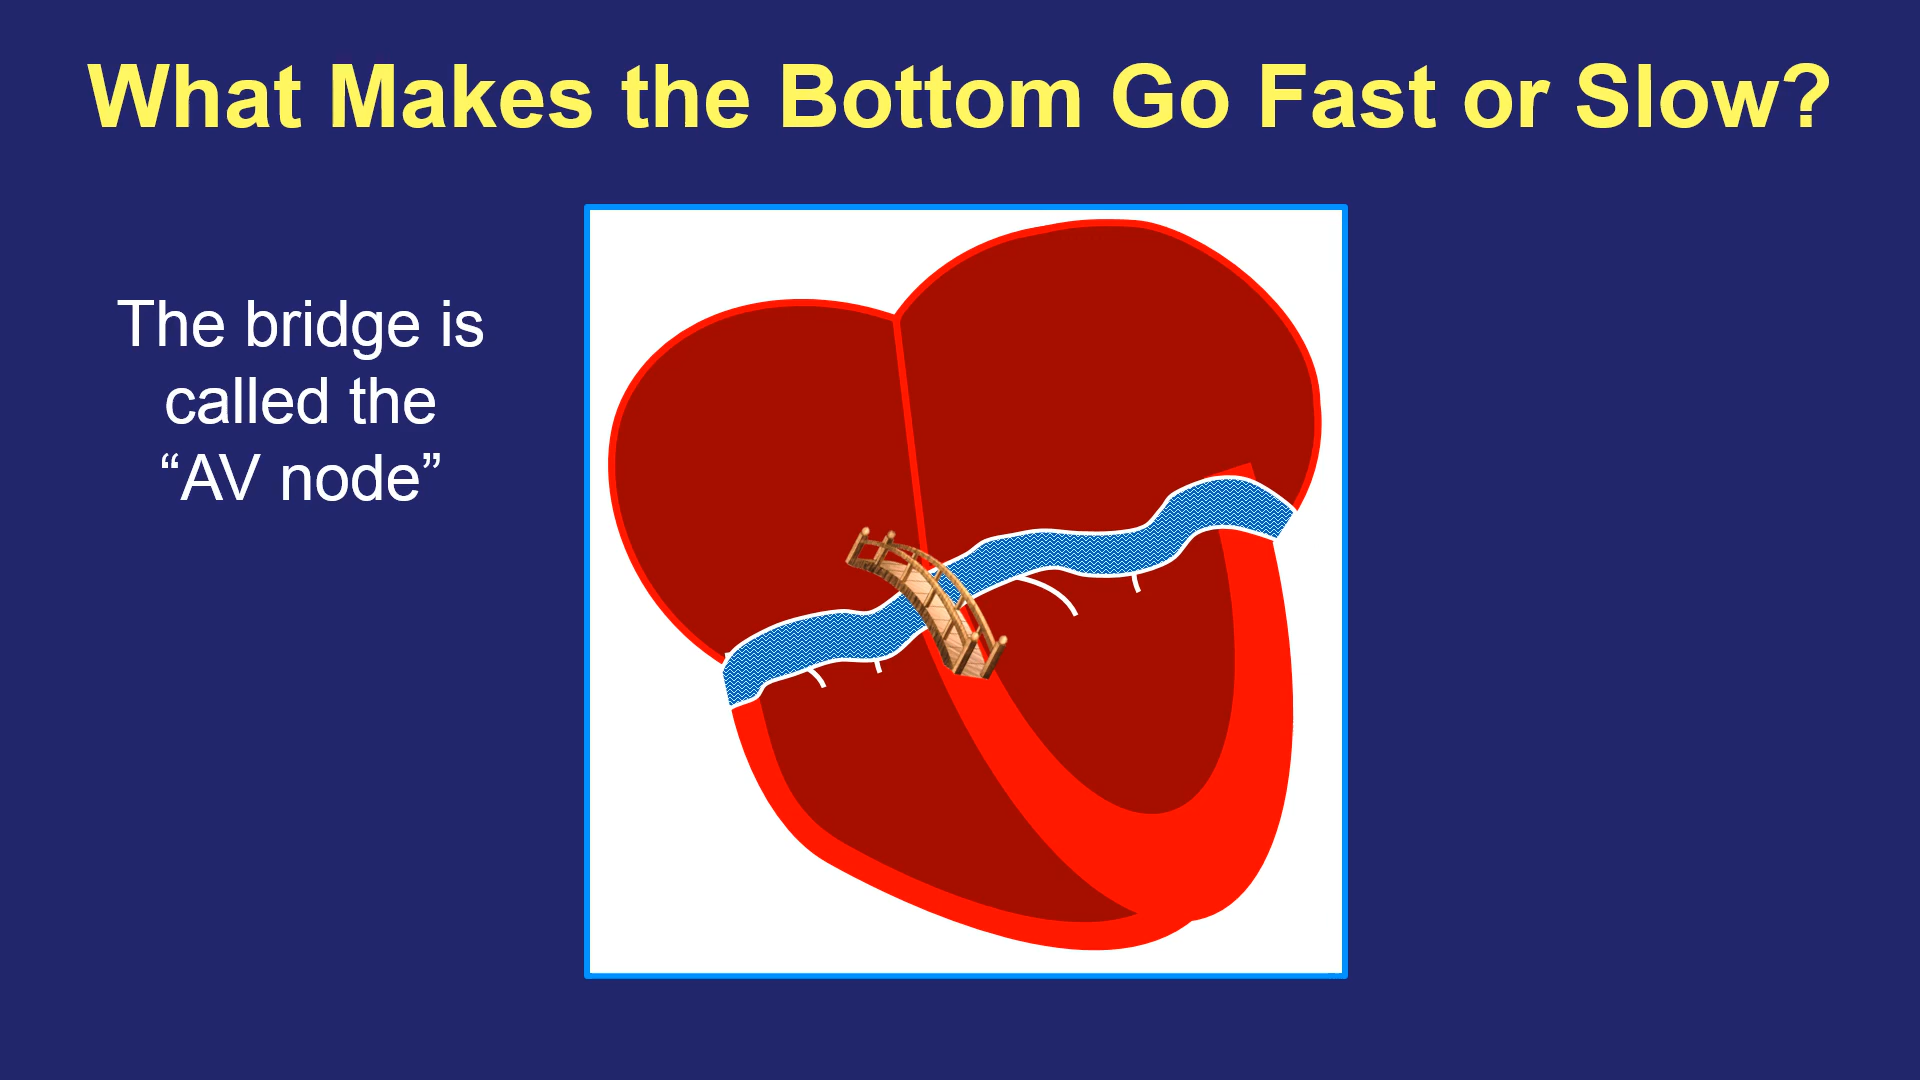 What Makes the Bottom Go Fast or Slow?
The bridge is
called the
“AV node”